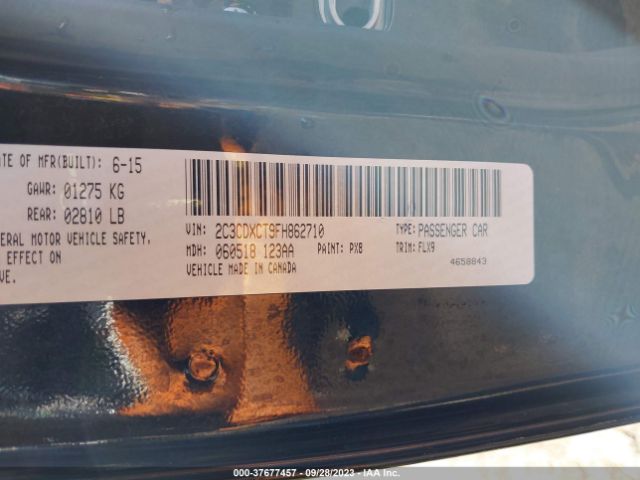 ATE OF MFR(BUILT): 6-15
GAWR: 01275 KG
REAR: 02810 LB
ERAL MOTOR VEHICLE SAFETY,
EFFECT ON
VE.
VIN: 2C3CDXCT9FH862710
TYPE: PASSENGER CAR
MDH: 060518 123AA
PAINT: PX8
TRIM: FLX9
VEHICLE MADE IN CANADA
4658843
000-37677457 - 09/28/2023 - IAA Inc.